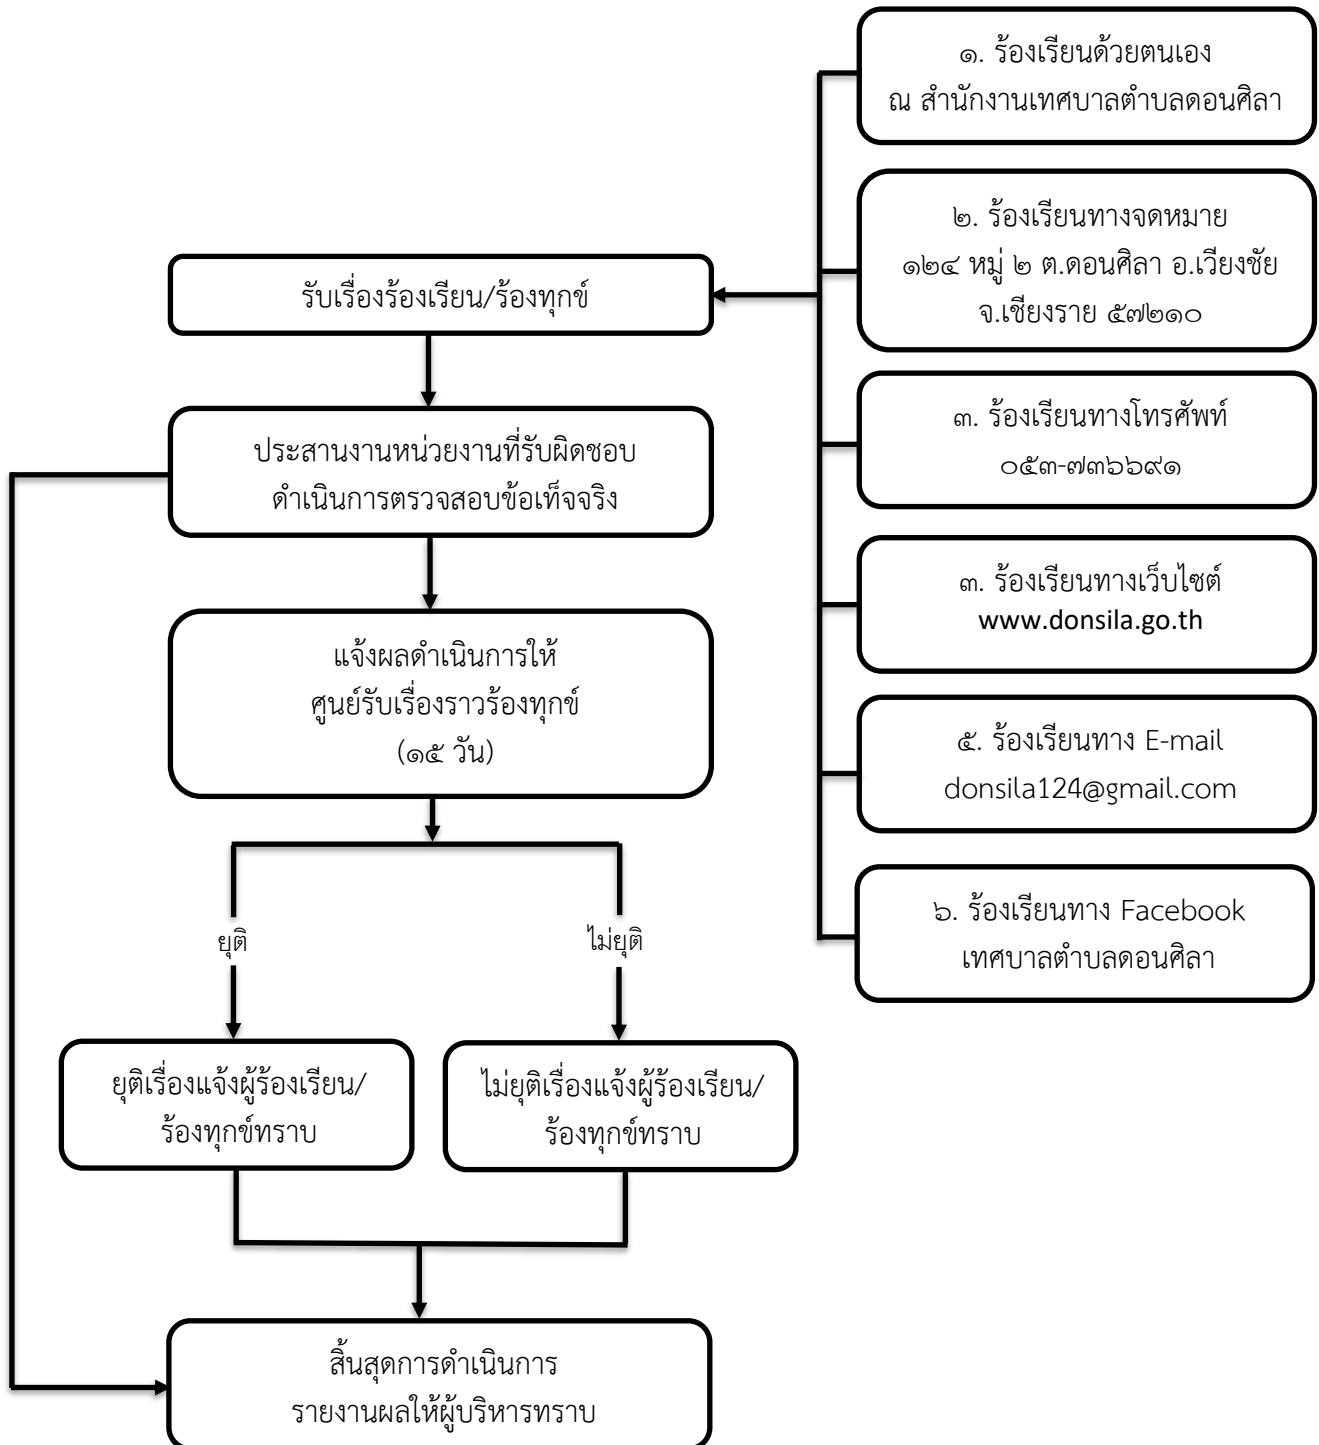 ๑. ร้องเรียนด้วยตนเอง
ณ สำนักงานเทศบาลตำบลดอนศิลา
๒. ร้องเรียนทางจดหมาย
๑๒๔ หมู่ ๒ ต.ดอนศิลา อ.เวียงชัย
จ.เชียงราย ๕๗๒๑๐
๓. ร้องเรียนทางโทรศัพท์
๐๕๓-๗๓๖๖๙๑
๓. ร้องเรียนทางเว็บไซต์
www.donsila.go.th
๕. ร้องเรียนทาง E-mail
donsila124@gmail.com
๖. ร้องเรียนทาง Facebook
เทศบาลตำบลดอนศิลา
รับเรื่องร้องเรียน/ร้องทุกข์
ประสานงานหน่วยงานที่รับผิดชอบ
ดำเนินการตรวจสอบข้อเท็จจริง
แจ้งผลดำเนินการให้
ศูนย์รับเรื่องราวร้องทุกข์
(๑๕ วัน)
ยุติ
ไม่ยุติ
ยุติเรื่องแจ้งผู้ร้องเรียน/
ร้องทุกข์ทราบ
ไม่ยุติเรื่องแจ้งผู้ร้องเรียน/
ร้องทุกข์ทราบ
สิ้นสุดการดำเนินการ
รายงานผลให้ผู้บริหารทราบ